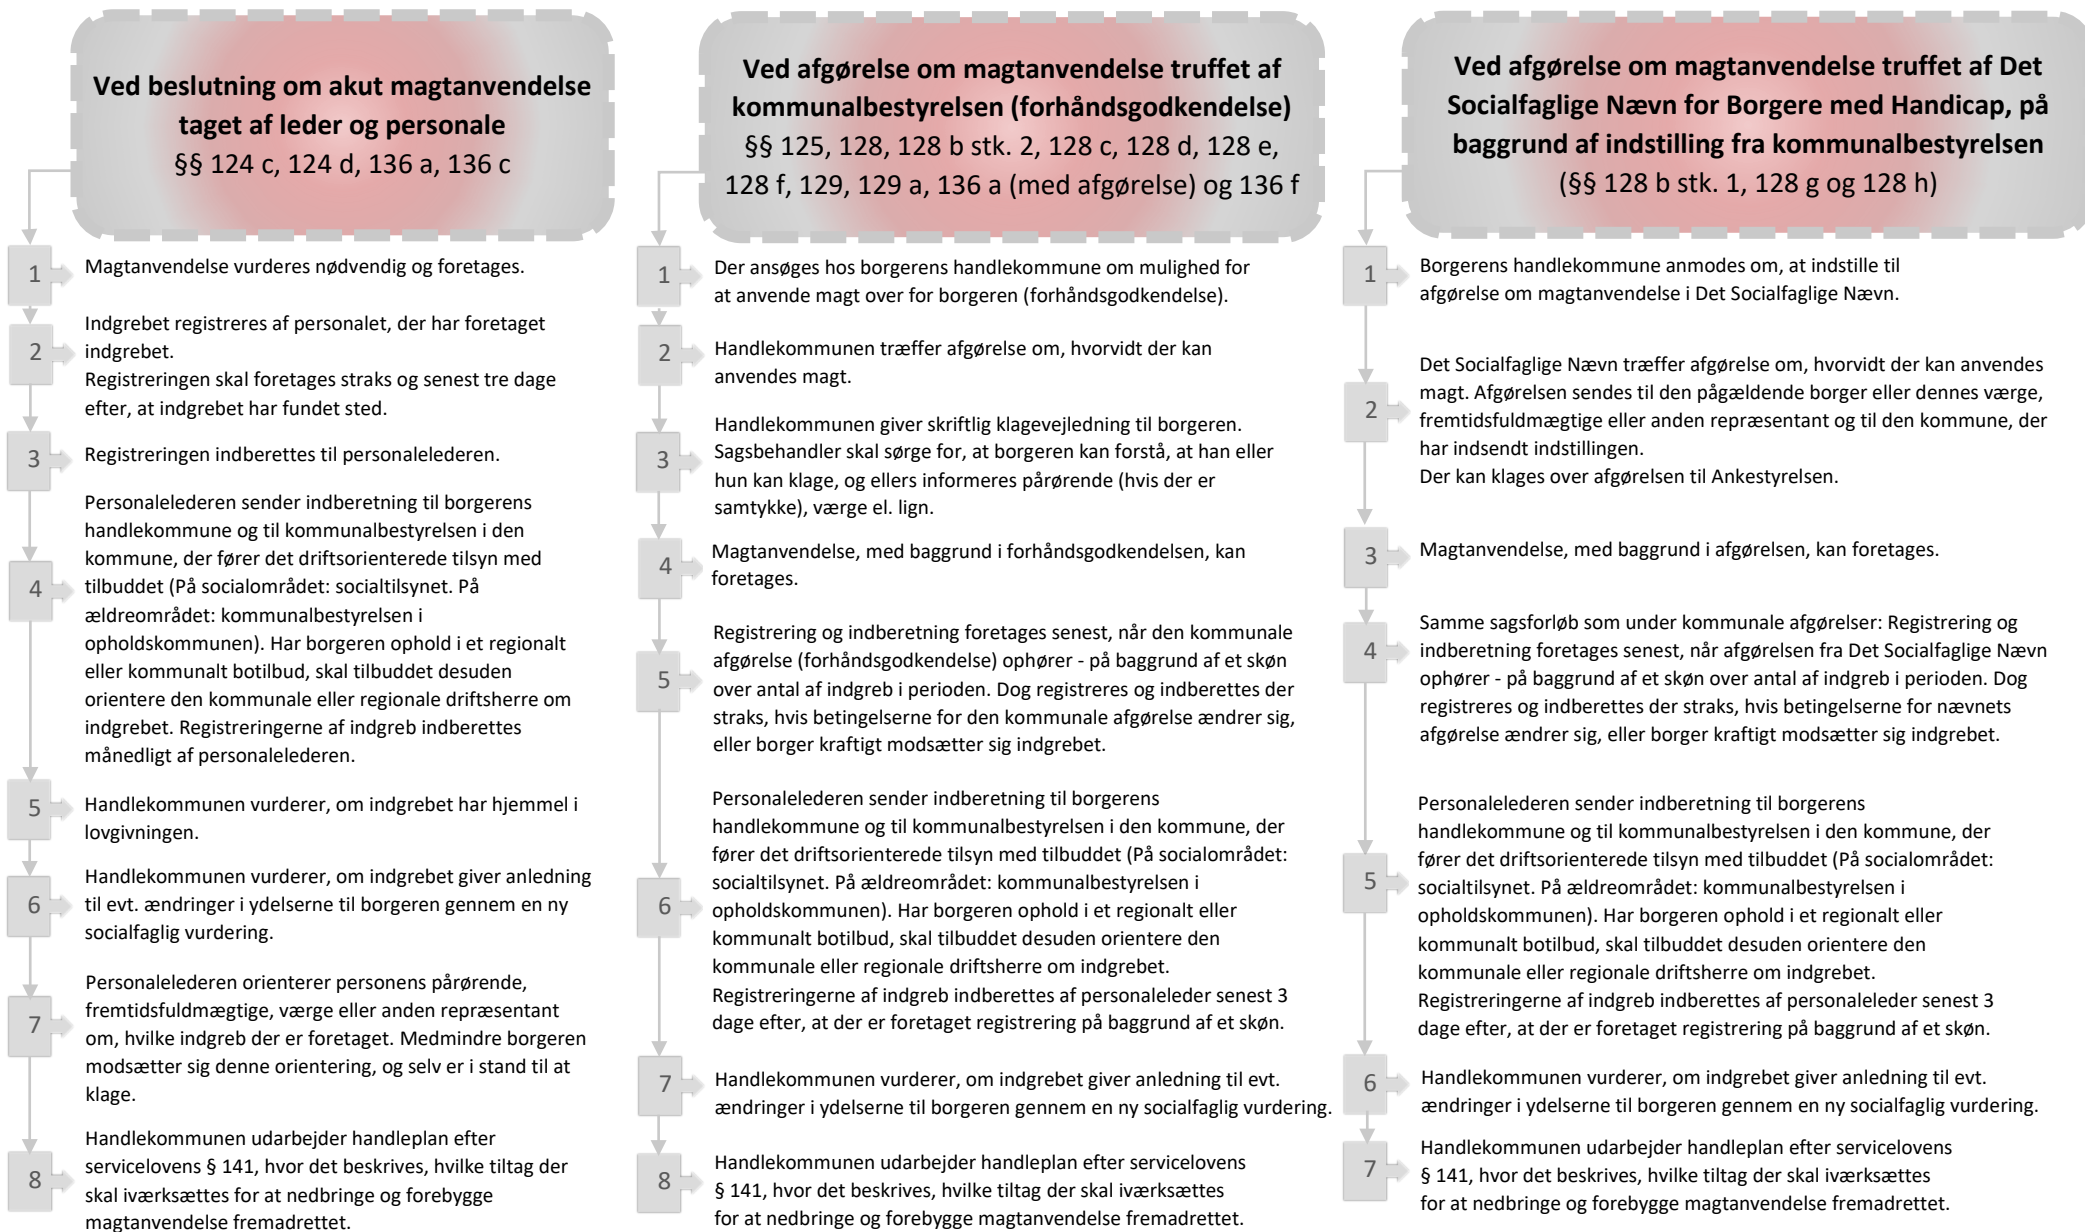 Ved beslutning om akut magtanvendelse
taget af leder og personale
§§ 124 c, 124 d, 136 a, 136 c
1
Magtanvendelse vurderes nødvendig og foretages.
2
Indgrebet registreres af personalet, der har foretaget
indgrebet.
Registreringen skal foretages straks og senest tre dage
efter, at indgrebet har fundet sted.
3
Registreringen indberettes til personalelederen.
4
Personalelederen sender indberetning til borgerens
handlekommune og til kommunalbestyrelsen i den
kommune, der fører det driftsorienterede tilsyn med
tilbuddet (På socialområdet: socialtilsynet. På
ældreområdet: kommunalbestyrelsen i
opholdskommunen). Har borgeren ophold i et regionalt
eller kommunalt botilbud, skal tilbuddet desuden
orientere den kommunale eller regionale driftsherre om
indgrebet. Registreringerne af indgreb indberettes
månedligt af personalelederen.
5
Handlekommunen vurderer, om indgrebet har hjemmel i
lovgivningen.
6
Handlekommunen vurderer, om indgrebet giver anledning
til evt. ændringer i ydelserne til borgeren gennem en ny
socialfaglig vurdering.
7
Personalelederen orienterer personens pårørende,
fremtidsfuldmægtige, værge eller anden repræsentant
om, hvilke indgreb der er foretaget. Medmindre borgeren
modsætter sig denne orientering, og selv er i stand til at
klage.
8
Handlekommunen udarbejder handleplan efter
servicelovens § 141, hvor det beskrives, hvilke tiltag der
skal iværksættes for at nedbringe og forebygge
magtanvendelse fremadrettet.
Ved afgørelse om magtanvendelse truffet af
kommunalbestyrelsen (forhåndsgodkendelse)
§§ 125, 128, 128 b stk. 2, 128 c, 128 d, 128 e,
128 f, 129, 129 a, 136 a (med afgørelse) og 136 f
1
Der ansøges hos borgerens handlekommune om mulighed for
at anvende magt over for borgeren (forhåndsgodkendelse).
2
Handlekommunen træffer afgørelse om, hvorvidt der kan
anvendes magt.
3
Handlekommunen giver skriftlig klagevejledning til borgeren.
Sagsbehandler skal sørge for, at borgeren kan forstå, at han eller
hun kan klage, og ellers informeres pårørende (hvis der er
samtykke), værge el. lign.
4
Magtanvendelse, med baggrund i forhåndsgodkendelsen, kan
foretages.
5
Registrering og indberetning foretages senest, når den kommunale
afgørelse (forhåndsgodkendelse) ophører - på baggrund af et skøn
over antal af indgreb i perioden. Dog registreres og indberettes der
straks, hvis betingelserne for den kommunale afgørelse ændrer sig,
eller borger kraftigt modsætter sig indgrebet.
6
Personalelederen sender indberetning til borgerens
handlekommune og til kommunalbestyrelsen i den kommune, der
fører det driftsorienterede tilsyn med tilbuddet (På socialområdet:
socialtilsynet. På ældreområdet: kommunalbestyrelsen i
opholdskommunen). Har borgeren ophold i et regionalt eller
kommunalt botilbud, skal tilbuddet desuden orientere den
kommunale eller regionale driftsherre om indgrebet.
Registreringerne af indgreb indberettes af personaleleder senest 3
dage efter, at der er foretaget registrering på baggrund af et skøn.
7
Handlekommunen vurderer, om indgrebet giver anledning til evt.
ændringer i ydelserne til borgeren gennem en ny socialfaglig vurdering.
8
Handlekommunen udarbejder handleplan efter servicelovens
§ 141, hvor det beskrives, hvilke tiltag der skal iværksættes
for at nedbringe og forebygge magtanvendelse fremadrettet.
Ved afgørelse om magtanvendelse truffet af Det
Socialfaglige Nævn for Borgere med Handicap, på
baggrund af indstilling fra kommunalbestyrelsen
(§§ 128 b stk. 1, 128 g og 128 h)
1
Borgerens handlekommune anmodes om, at indstille til
afgørelse om magtanvendelse i Det Socialfaglige Nævn.
2
Det Socialfaglige Nævn træffer afgørelse om, hvorvidt der kan anvendes
magt. Afgørelsen sendes til den pågældende borger eller dennes værge,
fremtidsfuldmægtige eller anden repræsentant og til den kommune, der
har indsendt indstillingen.
Der kan klages over afgørelsen til Ankestyrelsen.
3
Magtanvendelse, med baggrund i afgørelsen, kan foretages.
4
Samme sagsforløb som under kommunale afgørelser: Registrering og
indberetning foretages senest, når afgørelsen fra Det Socialfaglige Nævn
ophører - på baggrund af et skøn over antal af indgreb i perioden. Dog
registreres og indberettes der straks, hvis betingelserne for nævnets
afgørelse ændrer sig, eller borger kraftigt modsætter sig indgrebet.
5
Personalelederen sender indberetning til borgerens
handlekommune og til kommunalbestyrelsen i den kommune, der
fører det driftsorienterede tilsyn med tilbuddet (På socialområdet:
socialtilsynet. På ældreområdet: kommunalbestyrelsen i
opholdskommunen). Har borgeren ophold i et regionalt eller
kommunalt botilbud, skal tilbuddet desuden orientere den
kommunale eller regionale driftsherre om indgrebet.
Registreringerne af indgreb indberettes af personaleleder senest 3
dage efter, at der er foretaget registrering på baggrund af et skøn.
6
Handlekommunen vurderer, om indgrebet giver anledning til evt.
ændringer i ydelserne til borgeren gennem en ny socialfaglig vurdering.
7
Handlekommunen udarbejder handleplan efter servicelovens
§ 141, hvor det beskrives, hvilke tiltag der skal iværksættes
for at nedbringe og forebygge magtanvendelse fremadrettet.